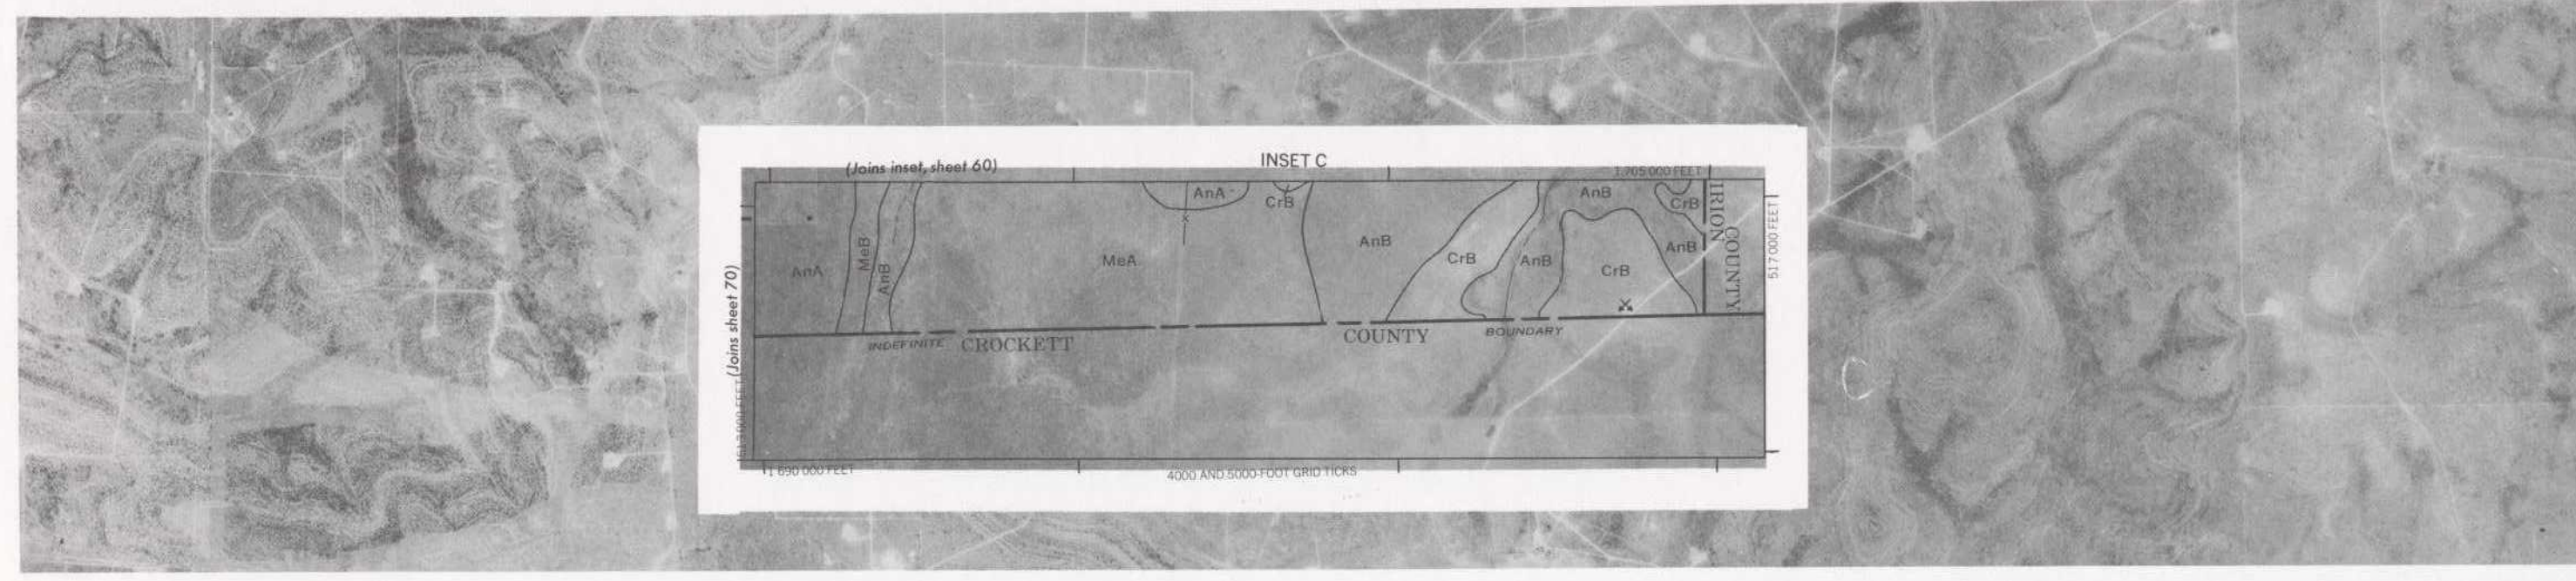 INSET C
(Joins inset, sheet 60)
1 705 000 FEET
AnA
CrB
AnB
CrB
IRION COUNTY
517 000 FEET
MeB
AnB
AnB
AnA
MeA
CrB
AnB
CrB
AnB
(Joins sheet 70)
INDEFINITE
CROCKETT
COUNTY
BOUNDARY
1 690 000 FEET
4000 AND 5000-FOOT GRID TICKS